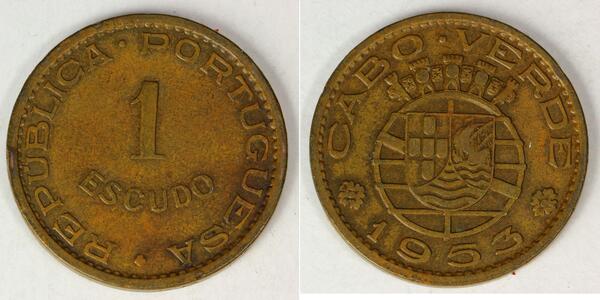 REPUBLICA · PORTUGUESA
1
ESCUDO
CABO · VERDE
1953